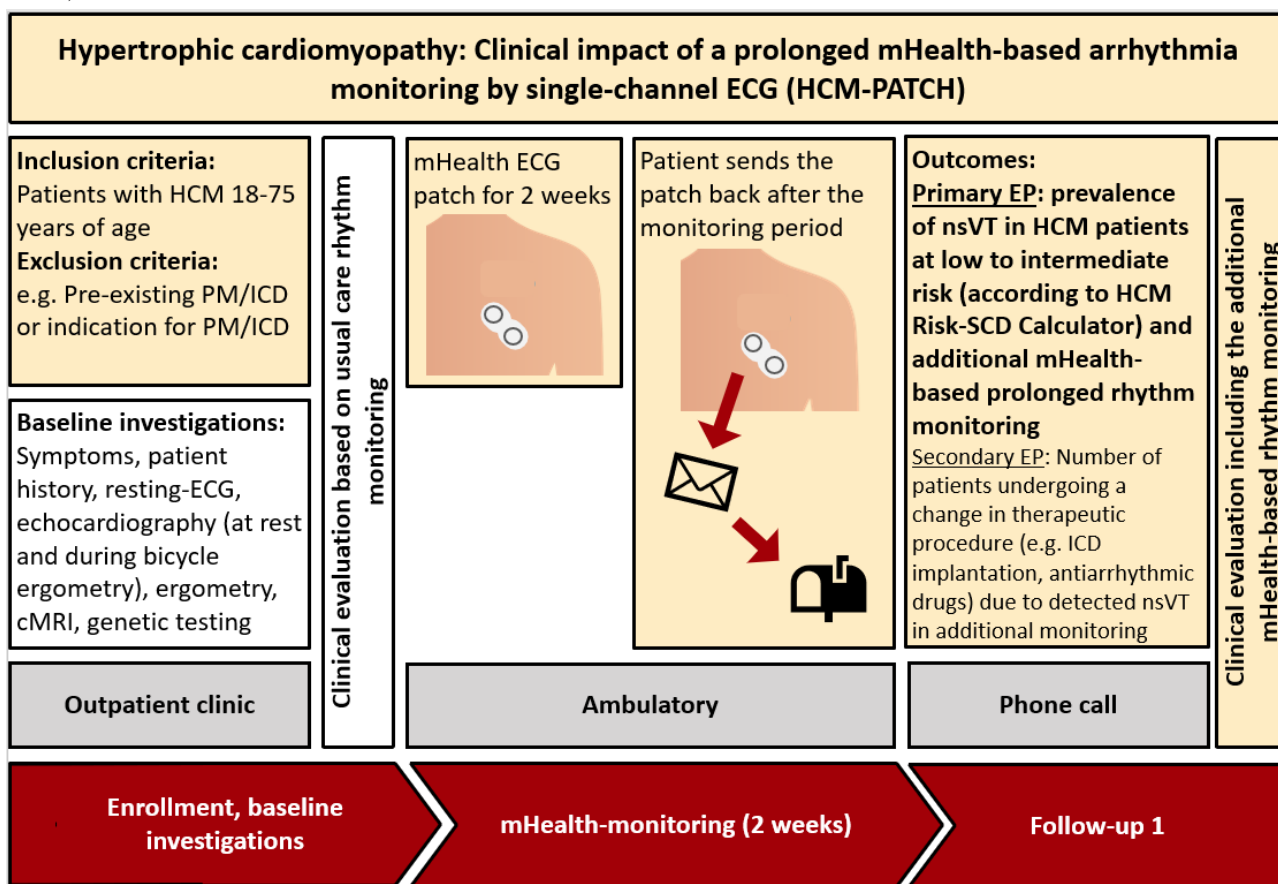 Hypertrophic cardiomyopathy: Clinical impact of a prolonged mHealth-based arrhythmia
monitoring by single-channel ECG (HCM-PATCH)
Inclusion criteria:
Patients with HCM 18-75
years of age
Exclusion criteria:
e.g. Pre-existing PM/ICD
or indication for PM/ICD
Baseline investigations:
Symptoms, patient
history, resting-ECG,
echocardiography (at rest
and during bicycle
ergometry), ergometry,
cMRI, genetic testing
Outpatient clinic
Clinical evaluation based on usual care rhythm
monitoring
mHealth ECG
patch for 2 weeks
Patient sends the
patch back after the
monitoring period
Ambulatory
Outcomes:
Primary EP: prevalence
of nsVT in HCM patients
at low to intermediate
risk (according to HCM
Risk-SCD Calculator) and
additional mHealth-
based prolonged rhythm
monitoring
Secondary EP: Number of
patients undergoing a
change in therapeutic
procedure (e.g. ICD
implantation, antiarrhythmic
drugs) due to detected nsVT
in additional monitoring
Phone call
Clinical evaluation including the additional
mHealth-based rhythm monitoring
Enrollment, baseline
investigations
mHealth-monitoring (2 weeks)
Follow-up 1